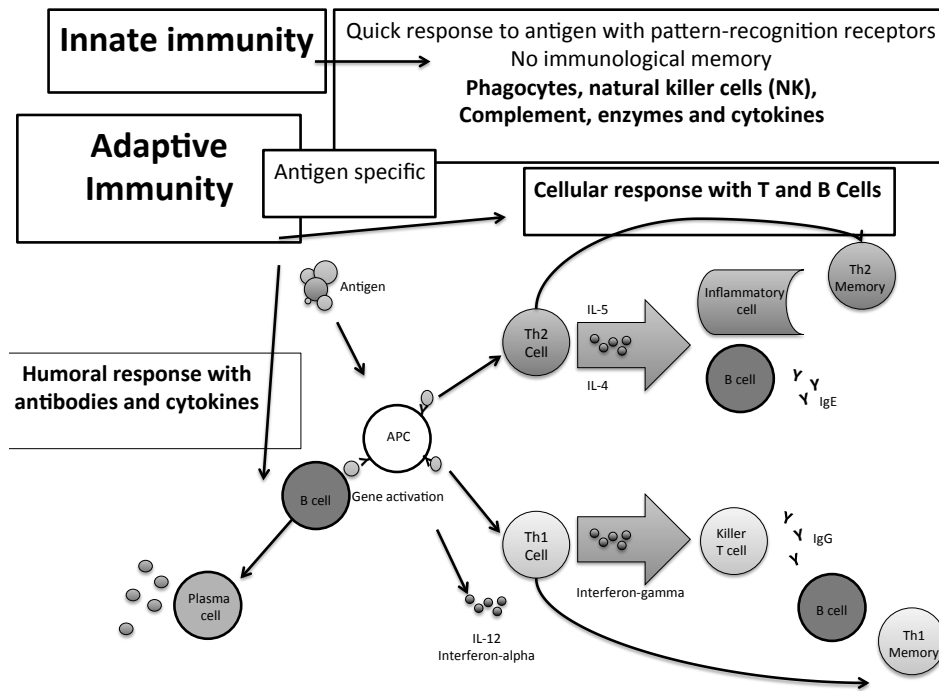 Innate immunity
Quick response to antigen with pattern-recognition receptors
No immunological memory
Phagocytes, natural killer cells (NK),
Complement, enzymes and cytokines
Adaptive
Immunity
Antigen specific
Cellular response with T and B Cells
Antigen
Th2
Memory
Inflammatory
cell
IL-5
Th2
Cell
IL-4
B cell
IgE
Humoral response with
antibodies and cytokines
APC
B cell
Gene activation
Th1
Cell
Interferon-gamma
Killer
T cell
IgG
B cell
Plasma
cell
IL-12
Interferon-alpha
Th1
Memory